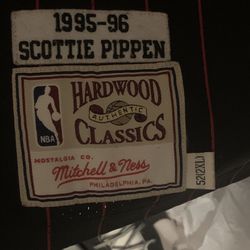 1995-96
SCOTTIE PIPPEN
HARDWOOD
AUTHENTIC
CLASSICS
NBA
NOSTALGIA CO.
Mitchell & Ness
PHILADELPHIA, PA.
52(2XL)